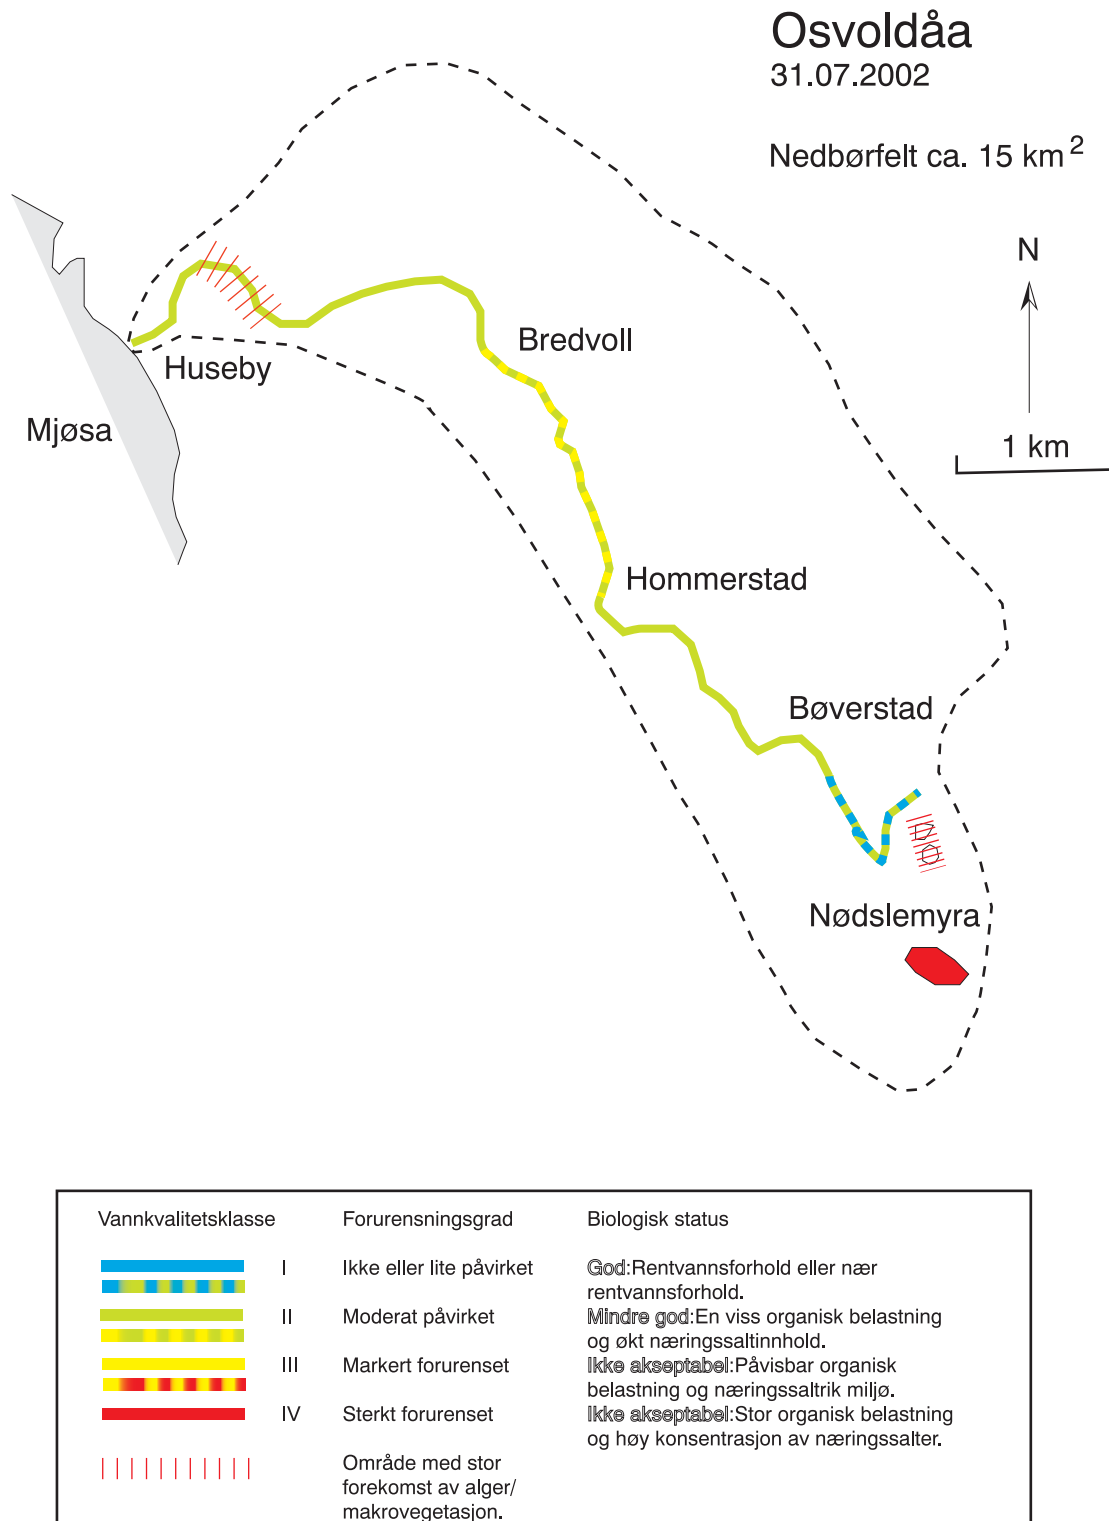 Osvoldåa
31.07.2002
Nedbørfelt ca. 15 km²
N
1 km
Bredvoll
Huseby
Mjøsa
Hommerstad
Bøverstad
Nødslemyra
Vannkvalitetsklasse Forurensningsgrad Biologisk status
I Ikke eller lite påvirket God:Rentvannsforhold eller nær
rentvannsforhold.
II Moderat påvirket Mindre god:En viss organisk belastning
og økt næringssaltinnhold.
III Markert forurenset Ikke akseptabel:Påvisbar organisk
belastning og næringssaltrik miljø.
IV Sterkt forurenset Ikke akseptabel:Stor organisk belastning
og høy konsentrasjon av næringssalter.
Område med stor
forekomst av alger/
makrovegetasjon.